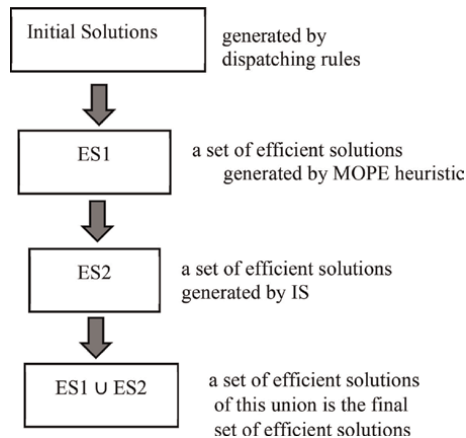 Initial Solutions
generated by
dispatching rules
ES1
a set of efficient solutions
generated by MOPE heuristic
ES2
a set of efficient solutions
generated by IS
ES1 ∪ ES2
a set of efficient solutions
of this union is the final
set of efficient solutions